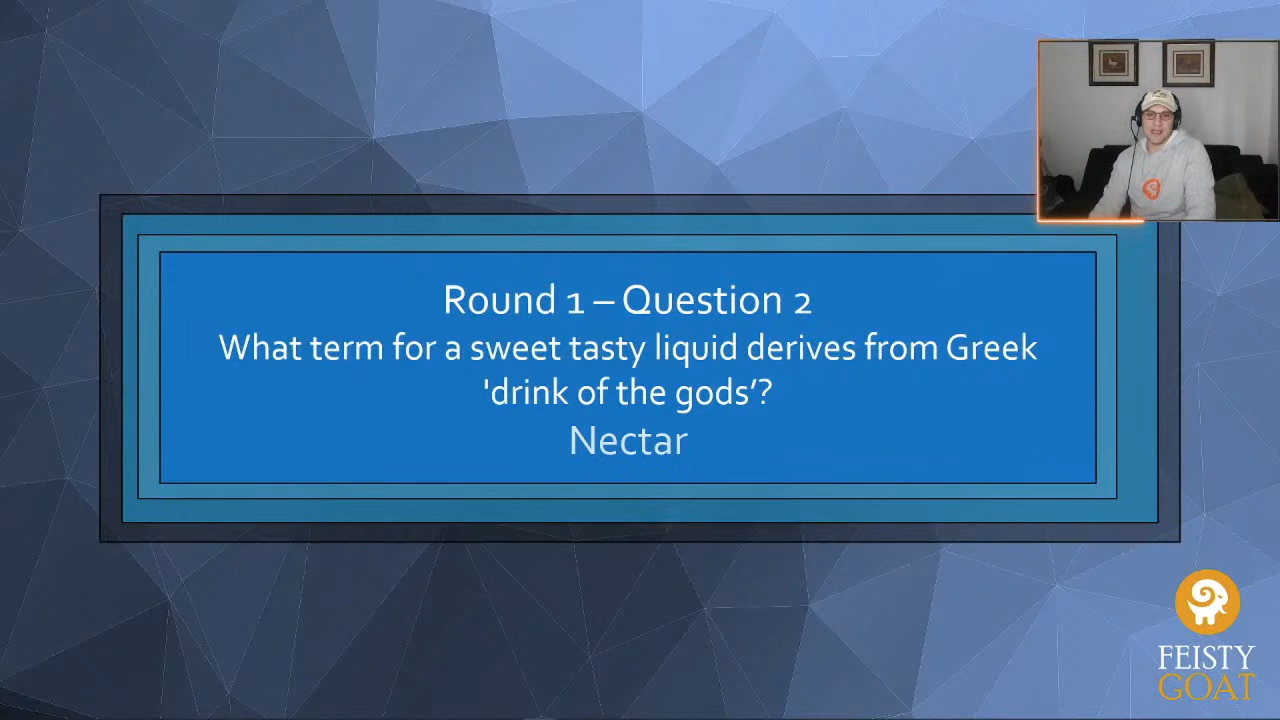 Round 1 – Question 2
What term for a sweet tasty liquid derives from Greek
'drink of the gods’?
Nectar
FEISTY
GOAT